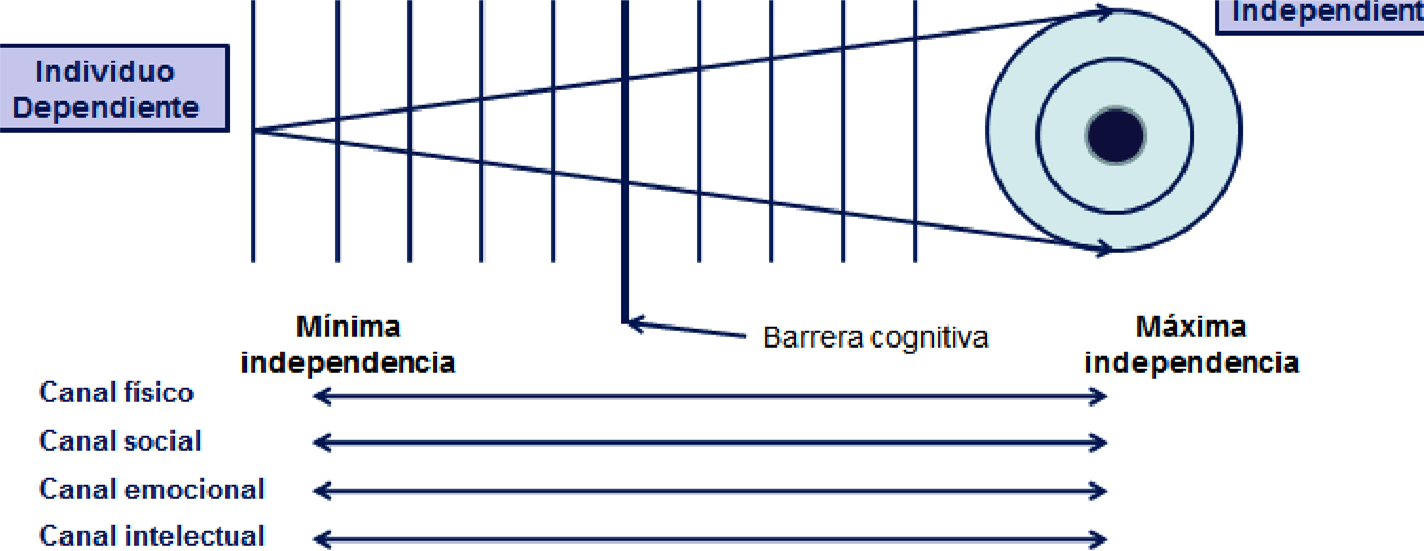 Independient
Individuo
Dependiente
Barrera cognitiva
Mínima
independencia
Máxima
independencia
Canal físico
Canal social
Canal emocional
Canal intelectual